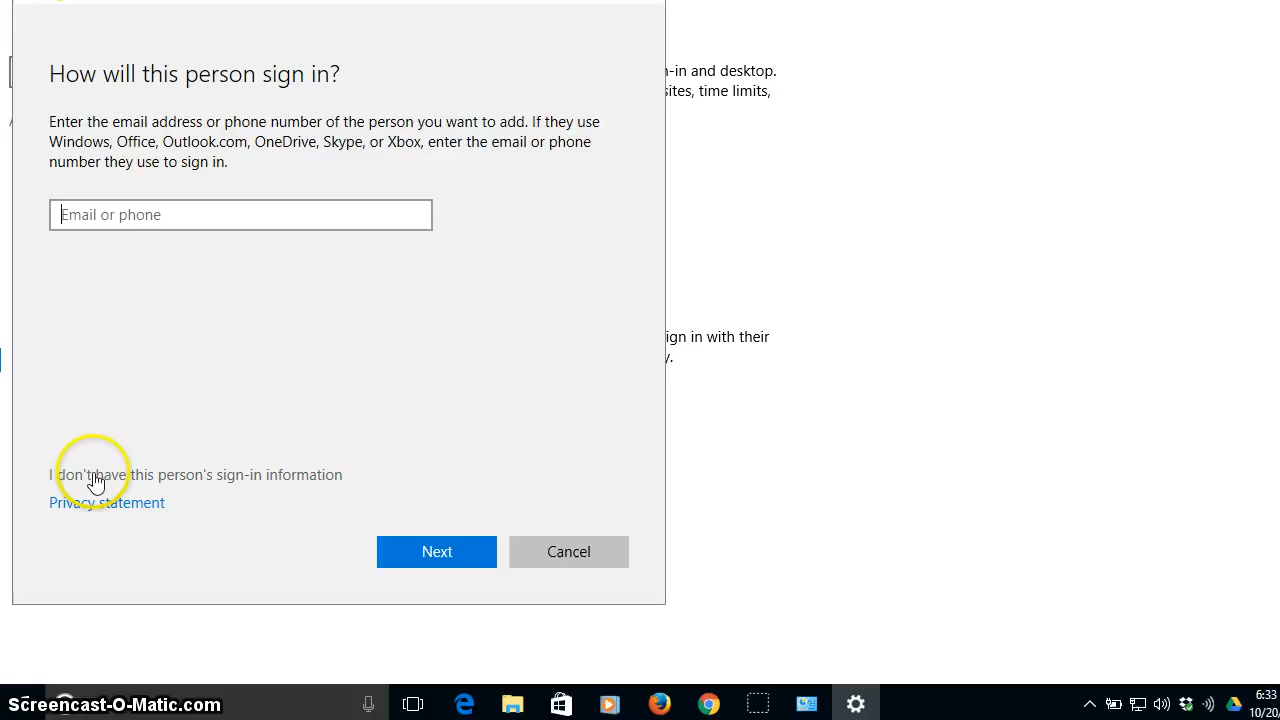 How will this person sign in?
-in and desktop.
sites, time limits,
Enter the email address or phone number of the person you want to add. If they use
Windows, Office, Outlook.com, OneDrive, Skype, or Xbox, enter the email or phone
number they use to sign in.
Email or phone
ign in with their
y.
I don't have this person's sign-in information
Privacy statement
Next
Cancel
Screencast-O-Matic.com
6:33
10/20